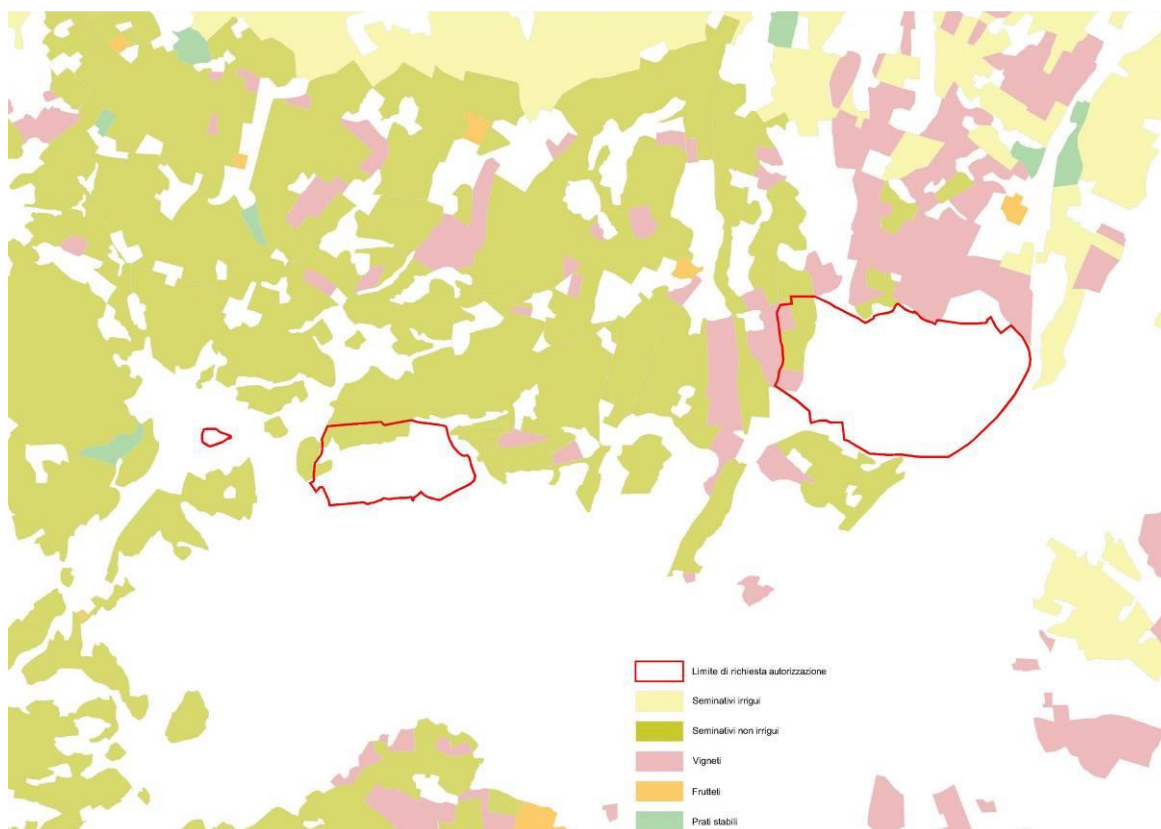 Limite di richiesta autorizzazione
Seminativi irrigui
Seminativi non irrigui
Vigneti
Frutteti
Prati stabili